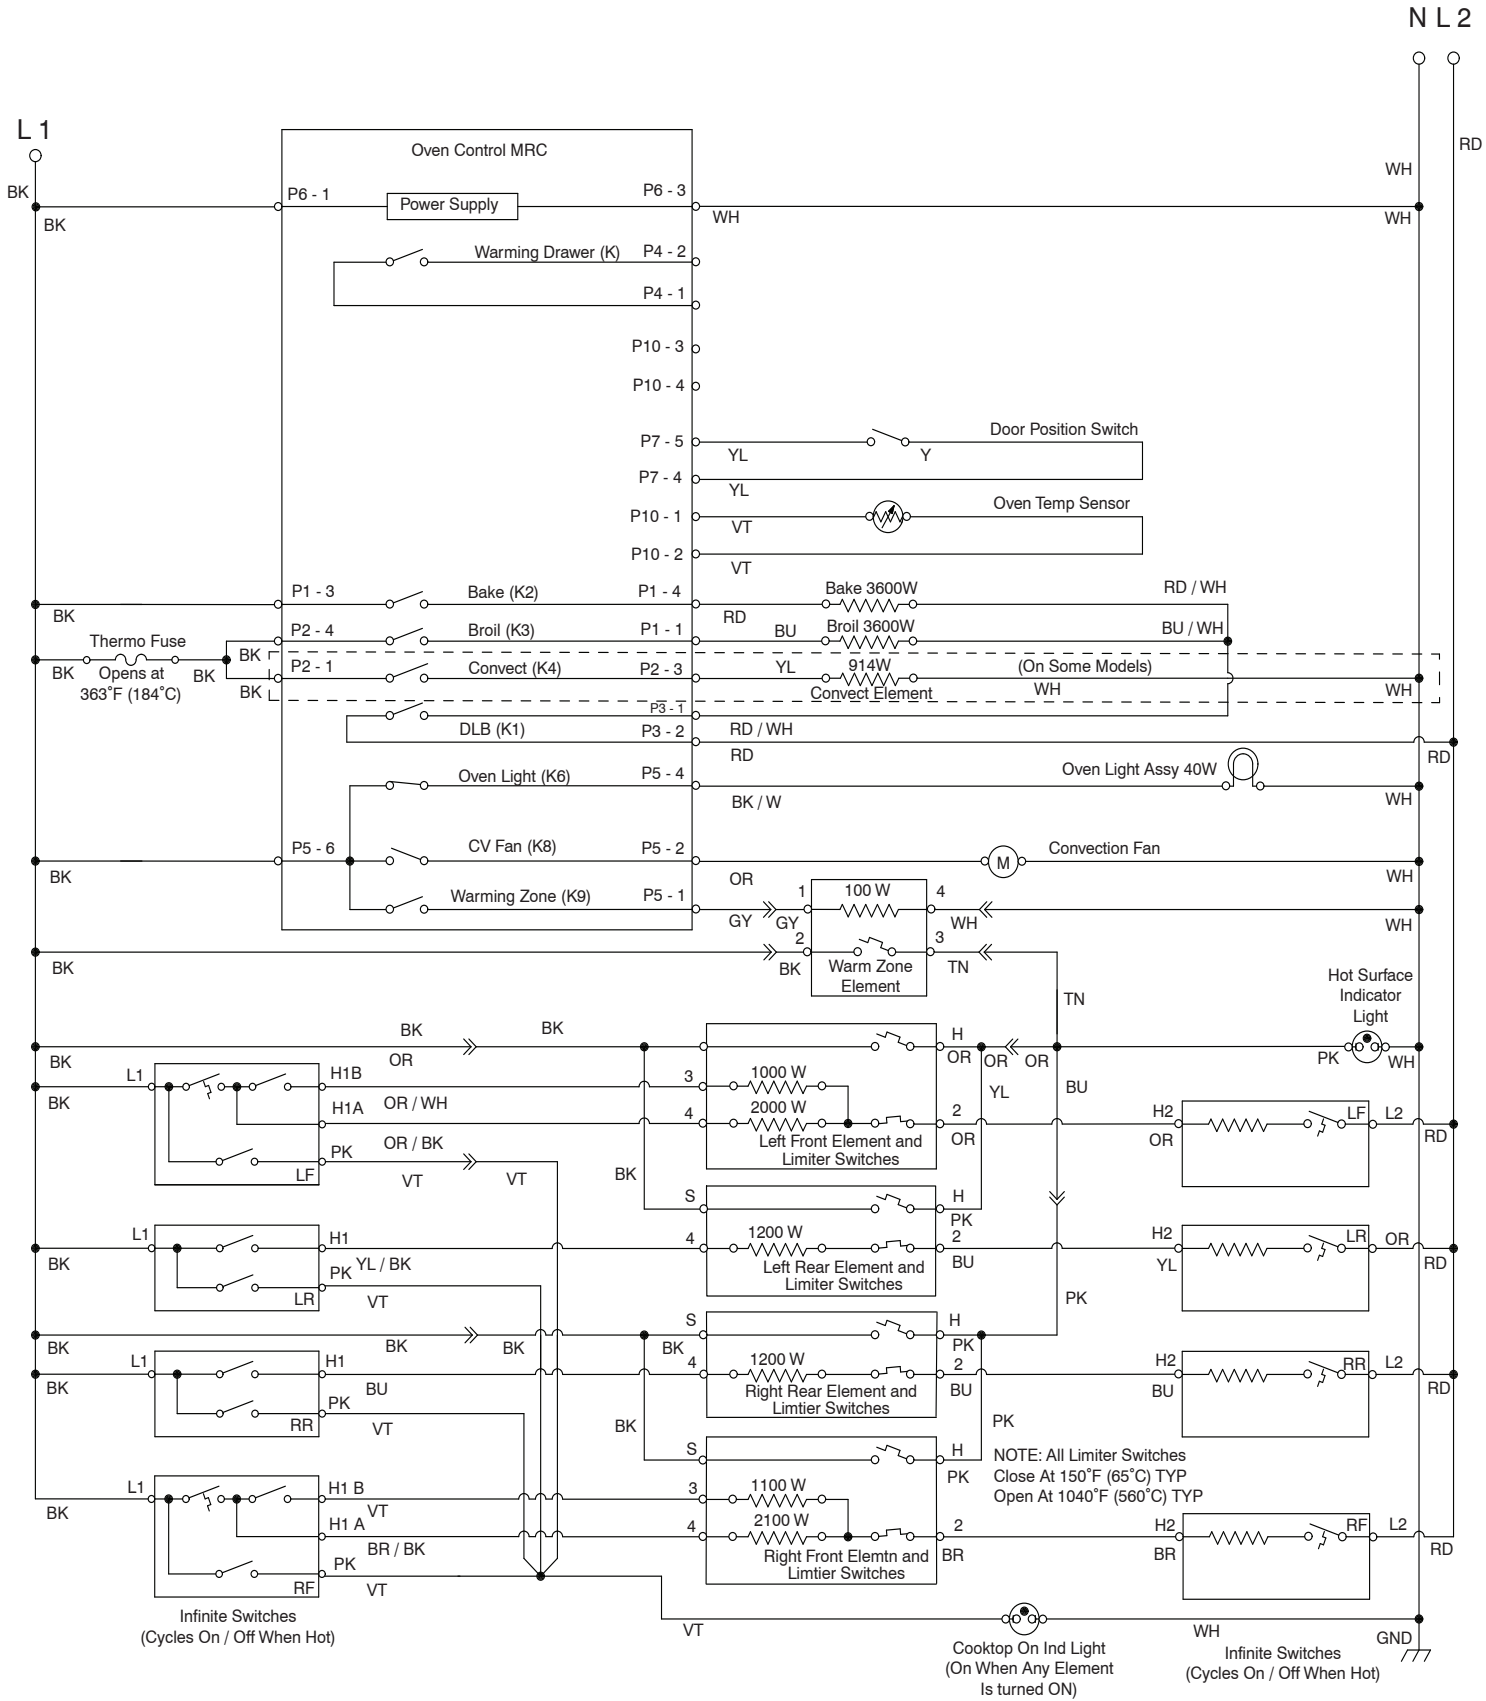 N L 2
L 1
RD
Oven Control MRC
BK
WH
P6 - 1
Power Supply
P6 - 3
BK
WH
WH
Warming Drawer (K)
P4 - 2
P4 - 1
P10 - 3
P10 - 4
P7 - 5
Door Position Switch
YL
Y
P7 - 4
YL
P10 - 1
Oven Temp Sensor
VT
P10 - 2
VT
P1 - 3
Bake (K2)
P1 - 4
Bake 3600W
RD / WH
BK
RD
Thermo Fuse
P2 - 4
Broil (K3)
P1 - 1
BU
Broil 3600W
BU / WH
BK
BK
Opens at
363˚F (184˚C)
BK
P2 - 1
Convect (K4)
P2 - 3
YL
914W
(On Some Models)
BK
Convect Element
WH
WH
P3 - 1
DLB (K1)
P3 - 2
RD / WH
RD
RD
Oven Light (K6)
P5 - 4
Oven Light Assy 40W
BK / W
WH
P5 - 6
CV Fan (K8)
P5 - 2
M
Convection Fan
BK
OR
WH
Warming Zone (K9)
P5 - 1
1
100 W
4
GY
GY
WH
WH
2
3
BK
BK
Warm Zone
Element
TN
TN
Hot Surface
Indicator
Light
BK
BK
H
BK
OR
OR
OR
OR
PK
WH
L1
H1B
3
1000 W
YL
BU
BK
OR / WH
H1A
4
2000 W
2
H2
LF
L2
OR
OR
RD
PK
OR / BK
Left Front Element and
Limiter Switches
LF
VT
VT
BK
S
H
PK
L1
H1
4
1200 W
2
H2
LR
OR
BK
YL / BK
BU
YL
RD
PK
Left Rear Element and
Limiter Switches
LR
VT
PK
S
H
BK
BK
BK
BK
PK
L1
H1
4
1200 W
2
H2
RR
L2
BK
BU
BU
BU
RD
PK
Right Rear Element and
Limtier Switches
RR
VT
BK
PK
S
H
PK
NOTE: All Limiter Switches
Close At 150˚F (65˚C) TYP
Open At 1040˚F (560˚C) TYP
L1
H1 B
3
1100 W
BK
VT
H1 A
4
2100 W
2
H2
RF
L2
BR / BK
BR
BR
RD
PK
Right Front Elemtn and
Limtier Switches
RF
VT
Infinite Switches
(Cycles On / Off When Hot)
VT
WH
GND
Cooktop On Ind Light
(On When Any Element
Is turned ON)
Infinite Switches
(Cycles On / Off When Hot)